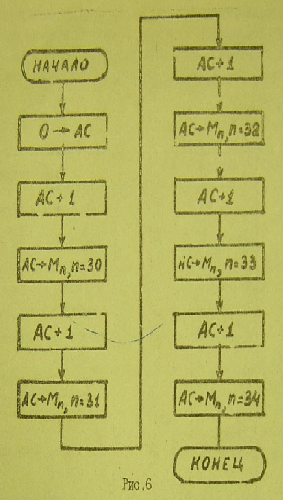 НАЧАЛО
0 → AC
AC + 1
AC→Mn, n=30
AC + 1
AC→Mn, n=31
AC + 1
AC→Mn, n=32
AC + 1
AC→Mn, n=33
AC + 1
AC→Mn, n=34
КОНЕЦ
Рис.6